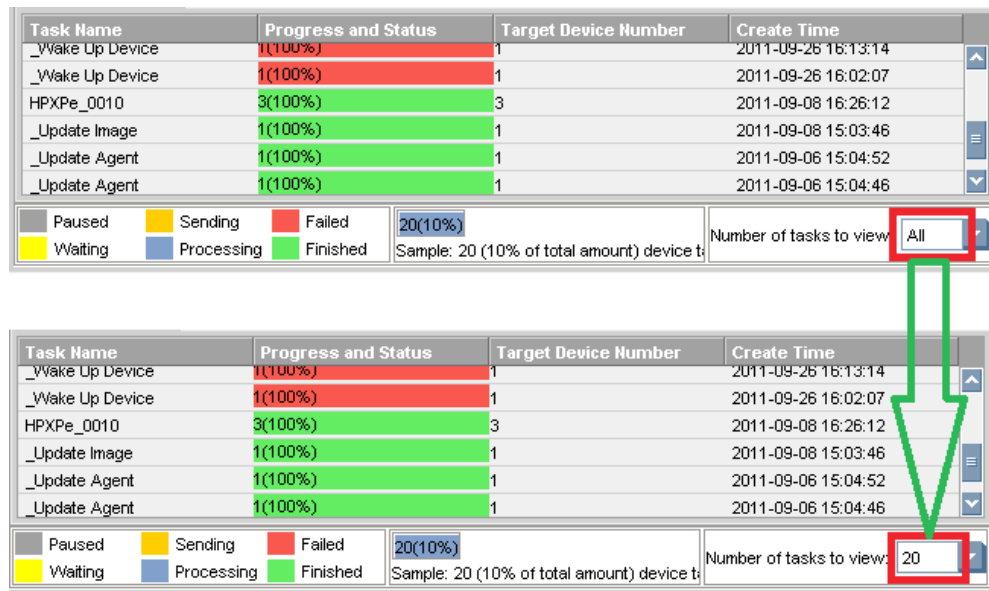 Task Name Progress and Status Target Device Number Create Time
_Wake Up Device 1(100%) 1 2011-09-26 16:13:14
_Wake Up Device 1(100%) 1 2011-09-26 16:02:07
HPXPe_0010 3(100%) 3 2011-09-08 16:26:12
_Update Image 1(100%) 1 2011-09-08 15:03:46
_Update Agent 1(100%) 1 2011-09-06 15:04:52
_Update Agent 1(100%) 1 2011-09-06 15:04:46
Paused Sending Failed 20(10%) Number of tasks to view: All
Waiting Processing Finished Sample: 20 (10% of total amount) device t
Task Name Progress and Status Target Device Number Create Time
_Wake Up Device 1(100%) 1 2011-09-26 16:13:14
_Wake Up Device 1(100%) 1 2011-09-26 16:02:07
HPXPe_0010 3(100%) 3 2011-09-08 16:26:12
_Update Image 1(100%) 1 2011-09-08 15:03:46
_Update Agent 1(100%) 1 2011-09-06 15:04:52
_Update Agent 1(100%) 1 2011-09-06 15:04:46
Paused Sending Failed 20(10%) Number of tasks to view: 20
Waiting Processing Finished Sample: 20 (10% of total amount) device t